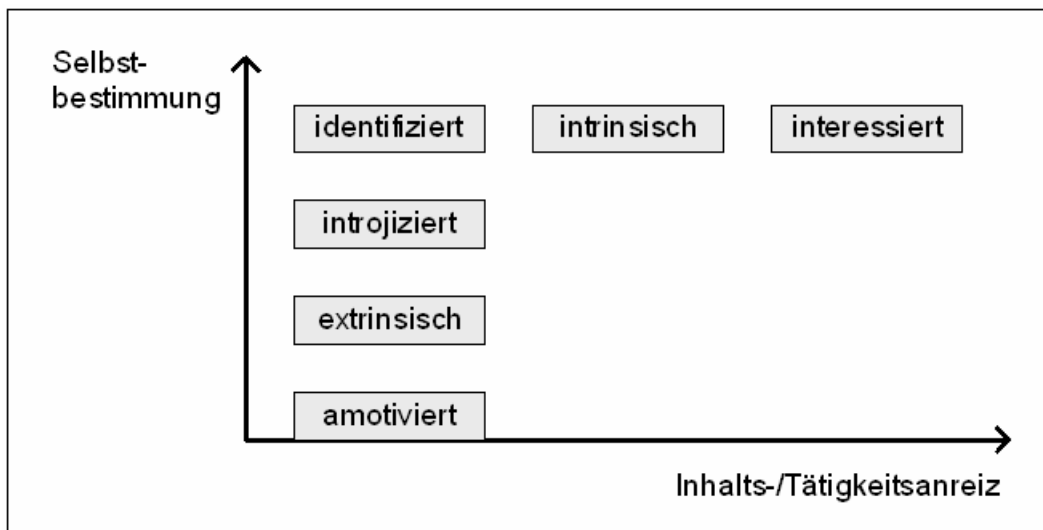 Selbst-
bestimmung
identifiziert intrinsisch interessiert
introjiziert
extrinsisch
amotiviert
Inhalts-/Tätigkeitsanreiz